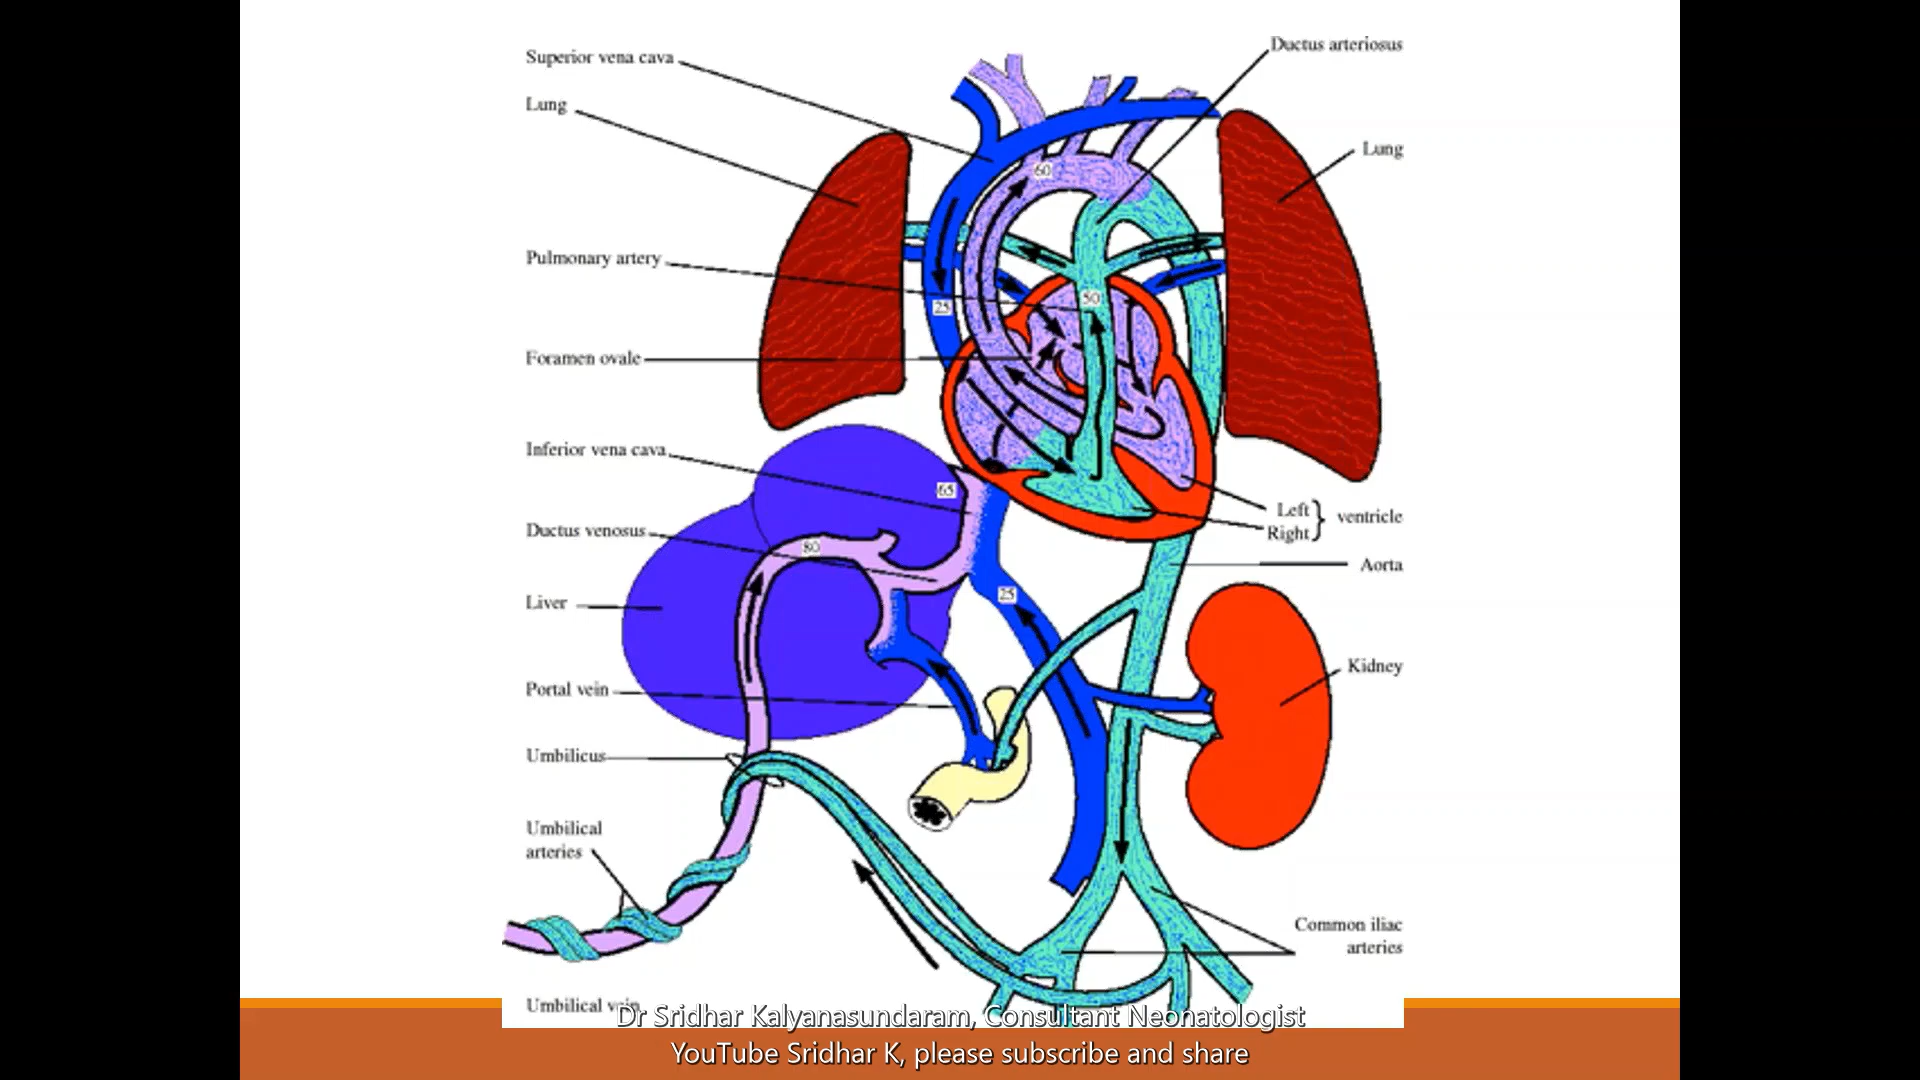 Superior vena cava
Lung
Pulmonary artery
Foramen ovale
Inferior vena cava
Ductus venosus
Liver
Portal vein
Umbilicus
Umbilical
arteries
Umbilical vein
Ductus arteriosus
Lung
Left
Right
ventricle
Aorta
Kidney
Common iliac
arteries
60
25
50
65
80
25
Dr Sridhar Kalyanasundaram, Consultant Neonatologist
YouTube Sridhar K, please subscribe and share